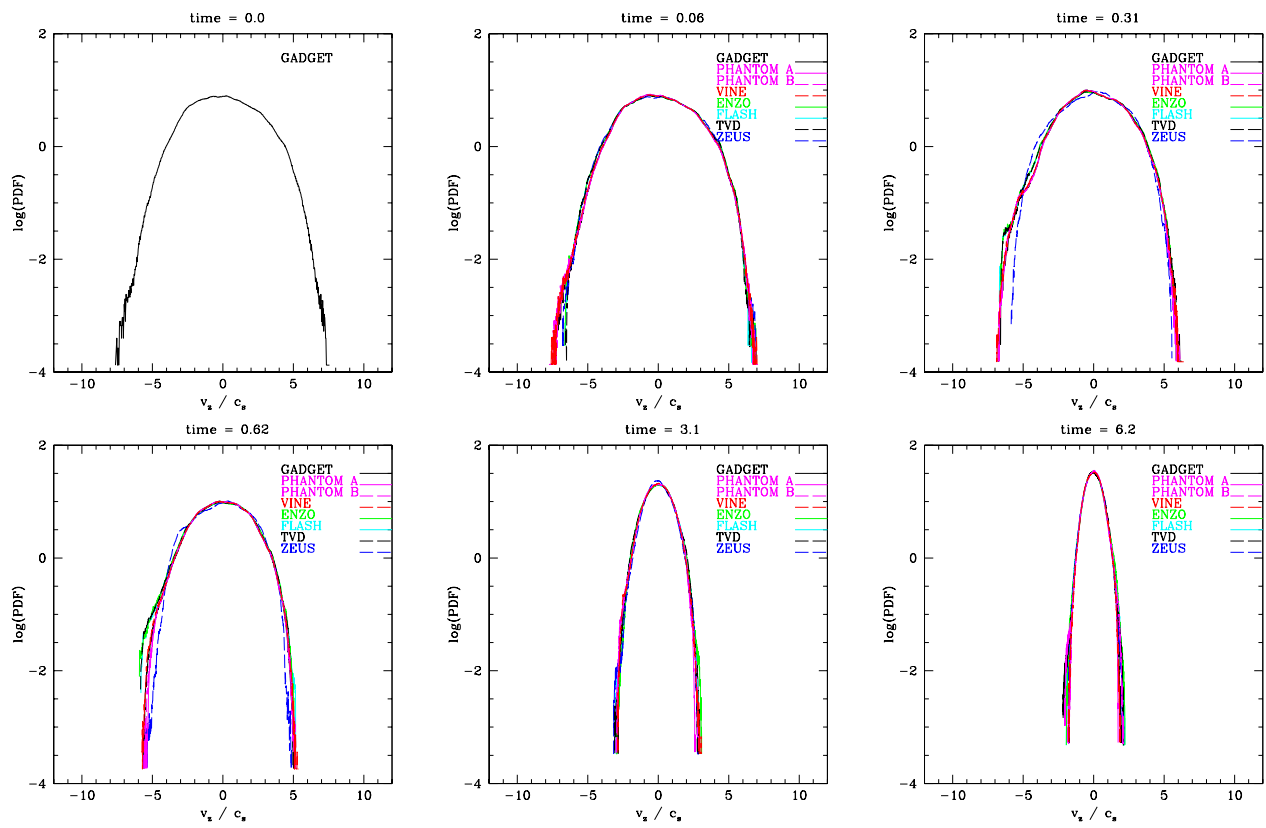 time = 0.0
GADGET
2
0
−2
−4
log(PDF)
−10 −5 0 5 10
v_z / c_s
time = 0.06
GADGET
PHANTOM A
PHANTOM B
VINE
ENZO
FLASH
TVD
ZEUS
2
0
−2
−4
log(PDF)
−10 −5 0 5 10
v_z / c_s
time = 0.31
GADGET
PHANTOM A
PHANTOM B
VINE
ENZO
FLASH
TVD
ZEUS
2
0
−2
−4
log(PDF)
−10 −5 0 5 10
v_z / c_s
time = 0.62
GADGET
PHANTOM A
PHANTOM B
VINE
ENZO
FLASH
TVD
ZEUS
2
0
−2
−4
log(PDF)
−10 −5 0 5 10
v_z / c_s
time = 3.1
GADGET
PHANTOM A
PHANTOM B
VINE
ENZO
FLASH
TVD
ZEUS
2
0
−2
−4
log(PDF)
−10 −5 0 5 10
v_z / c_s
time = 6.2
GADGET
PHANTOM A
PHANTOM B
VINE
ENZO
FLASH
TVD
ZEUS
2
0
−2
−4
log(PDF)
−10 −5 0 5 10
v_z / c_s